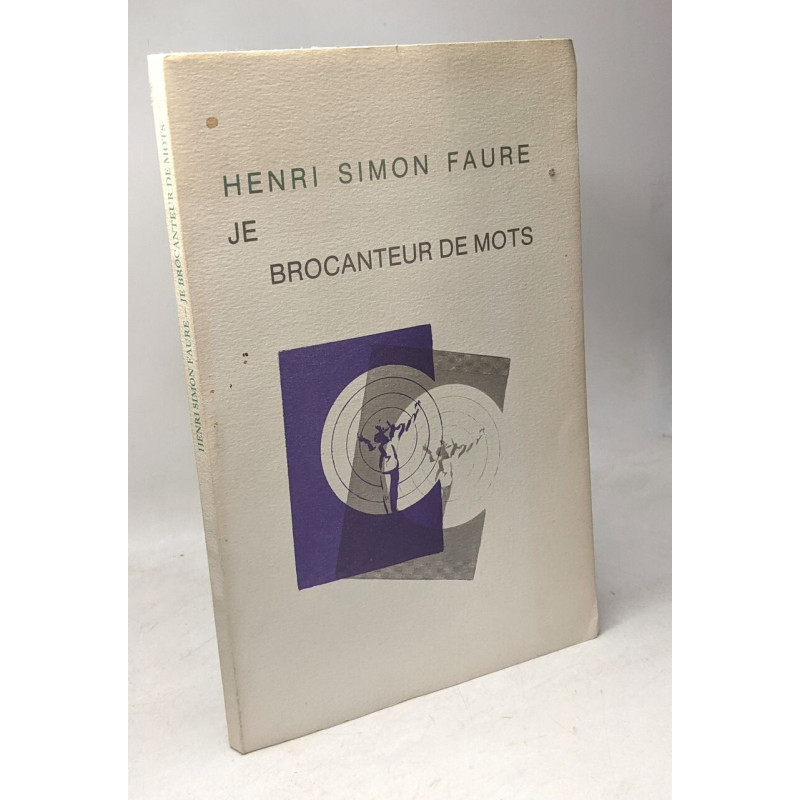 HENRI SIMON FAURE
JE
BROCANTEUR DE MOTS
HENRI SIMON FAURE — JE BROCANTEUR DE MOTS